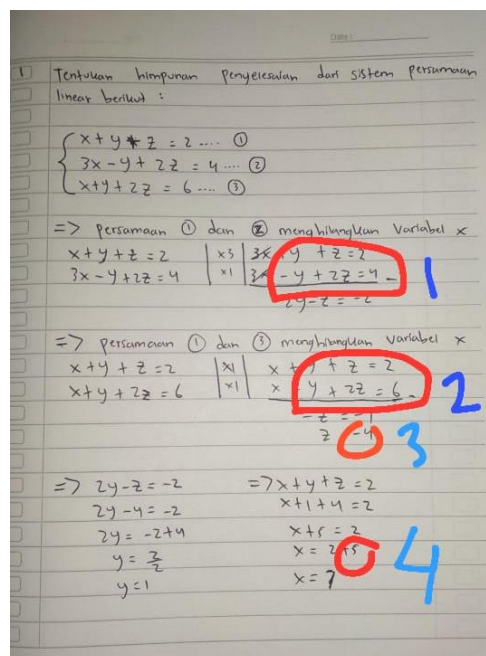 Date:
1 Tentukan himpunan penyelesaian dari sistem persamaan
linear berikut :
x + y + z = 2 .... ①
3x - y + 2z = 4 .... ②
x + y + 2z = 6 .... ③
=> persamaan ① dan ② menghilangkan variabel x
x + y + z = 2 | x3 | 3x + y + z = 2
3x - y + 2z = 4 | x1 | 3x - y + 2z = 4 -
2y - z = -2
1
=> persamaan ① dan ③ menghilangkan variabel x
x + y + z = 2 | x1 | x + y + z = 2
x + y + 2z = 6 | x1 | x y + 2z = 6 -
2
-z =
z -4
3
=> 2y - z = -2
2y - 4 = -2
2y = -2 + 4
y = 2/2
y = 1
=> x + y + z = 2
x + 1 + 4 = 2
x + 5 = 2
x = 2 + 5
x = 7
4